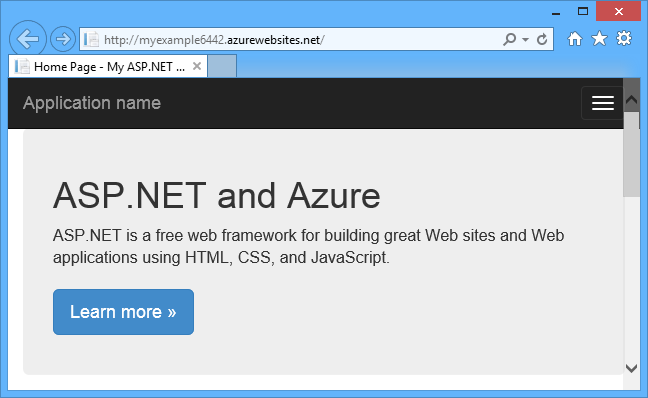 http://myexample6442.azurewebsites.net/
Home Page - My ASP.NET ...
Application name
ASP.NET and Azure
ASP.NET is a free web framework for building great Web sites and Web
applications using HTML, CSS, and JavaScript.
Learn more »